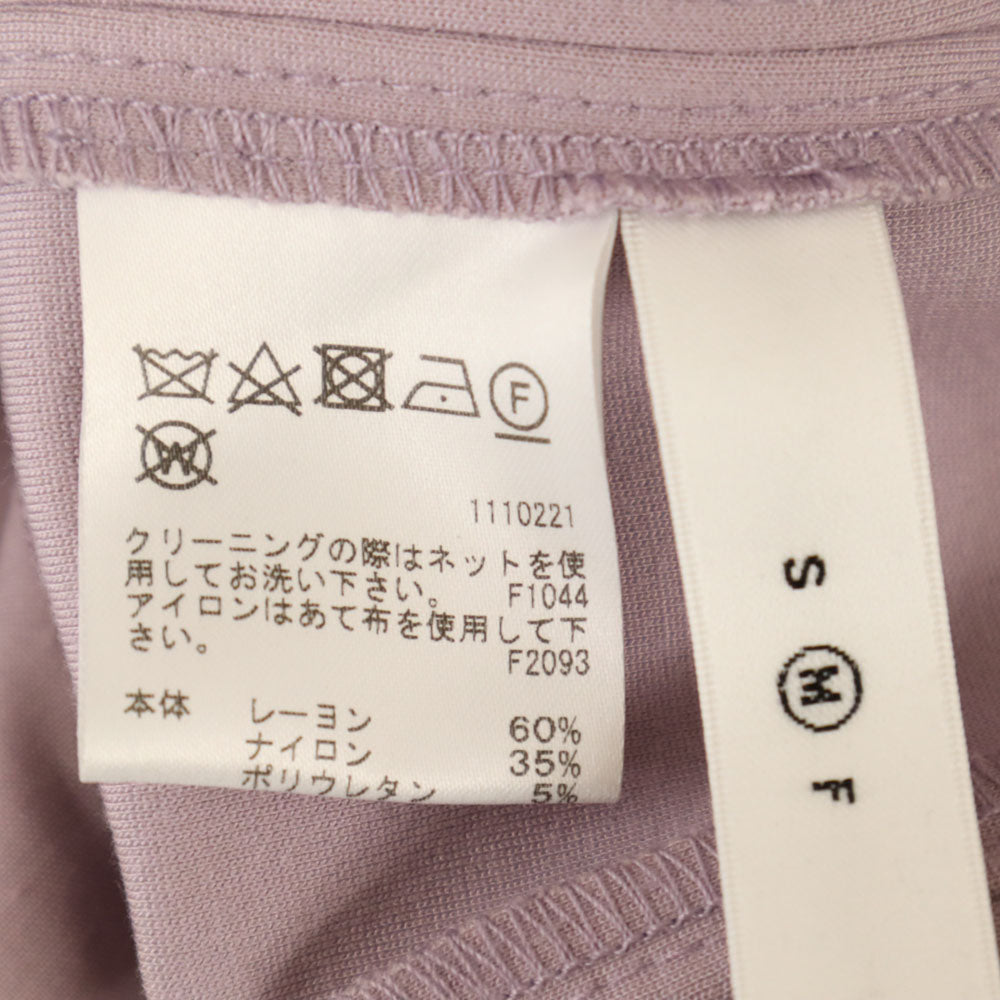 F
W
1110221
クリーニングの際はネットを使
用してお洗い下さい。 F1044
アイロンはあて布を使用して下
さい。 F2093
本体 レーヨン 60%
ナイロン 35%
ポリウレタン 5%
S M F